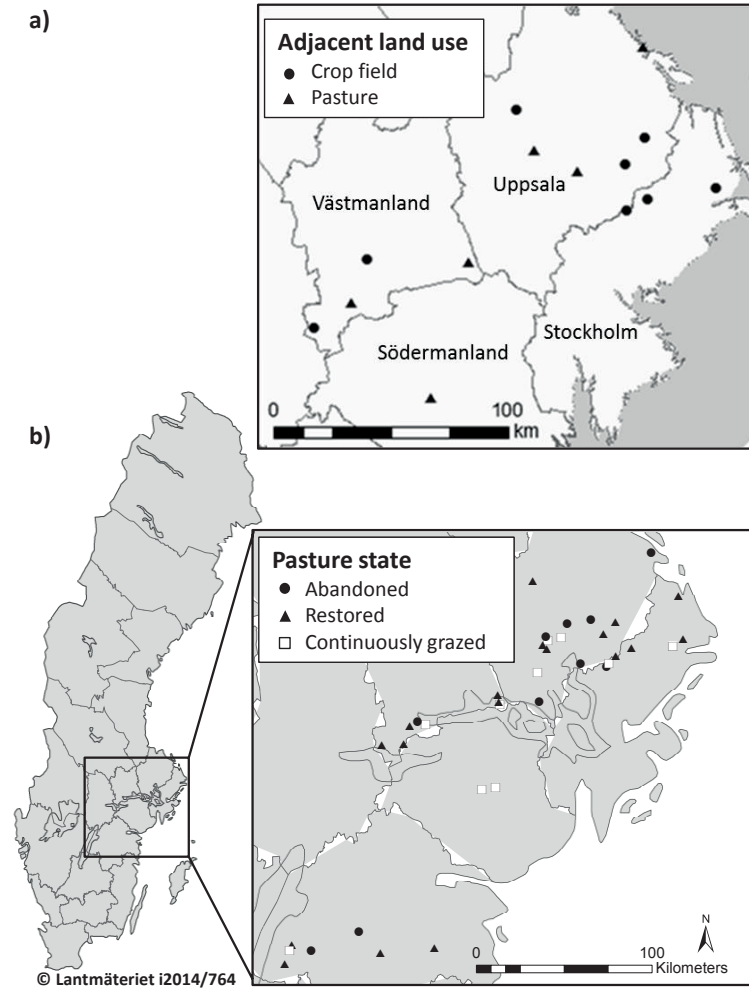 a)
Adjacent land use
Crop field
Pasture
Uppsala
Västmanland
Stockholm
Södermanland
0 100
km
b)
Pasture state
Abandoned
Restored
Continuously grazed
N
0 100
Kilometers
© Lantmäteriet i2014/764